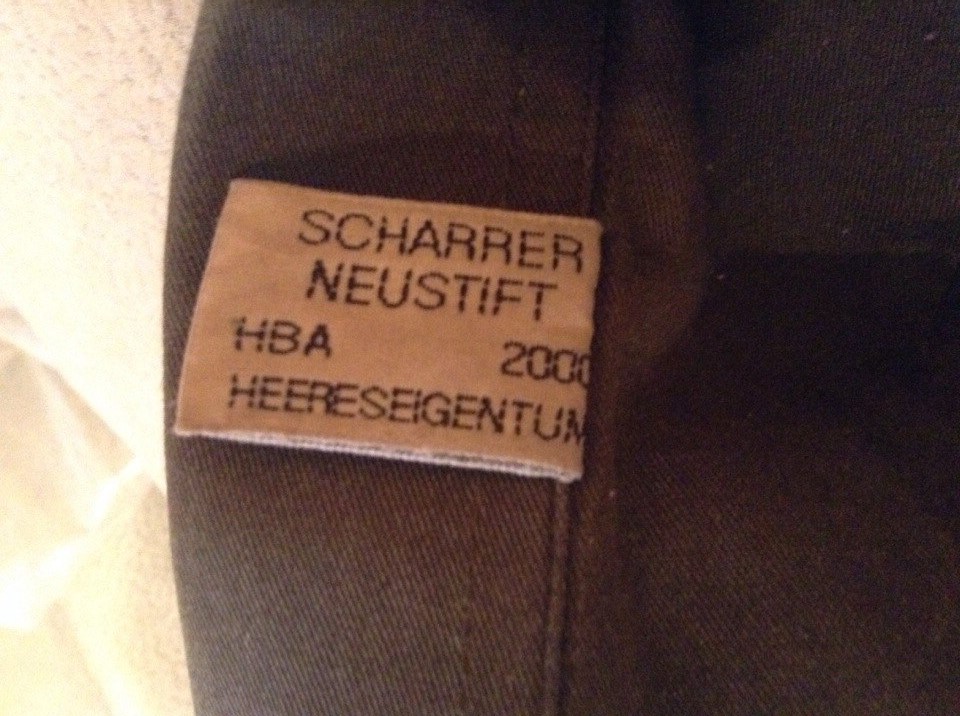 SCHARRER
NEUSTIFT
HBA 2000
HEERESEIGENTUM